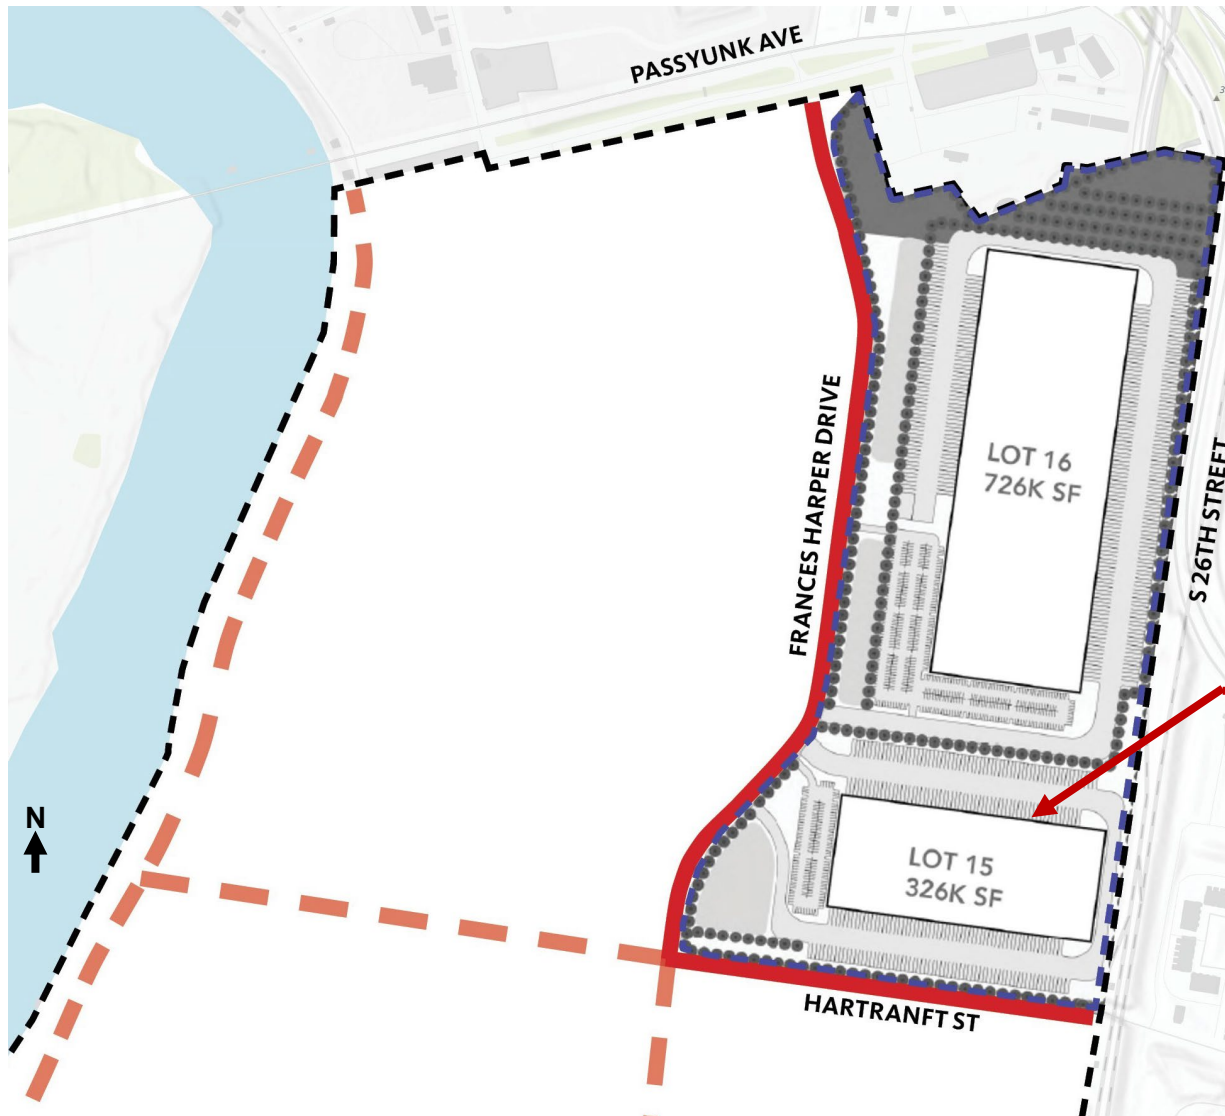 PASSYUNK AVE
FRANCES HARPER DRIVE
LOT 16
726K SF
S 26TH STREET
N
LOT 15
326K SF
HARTRANFT ST